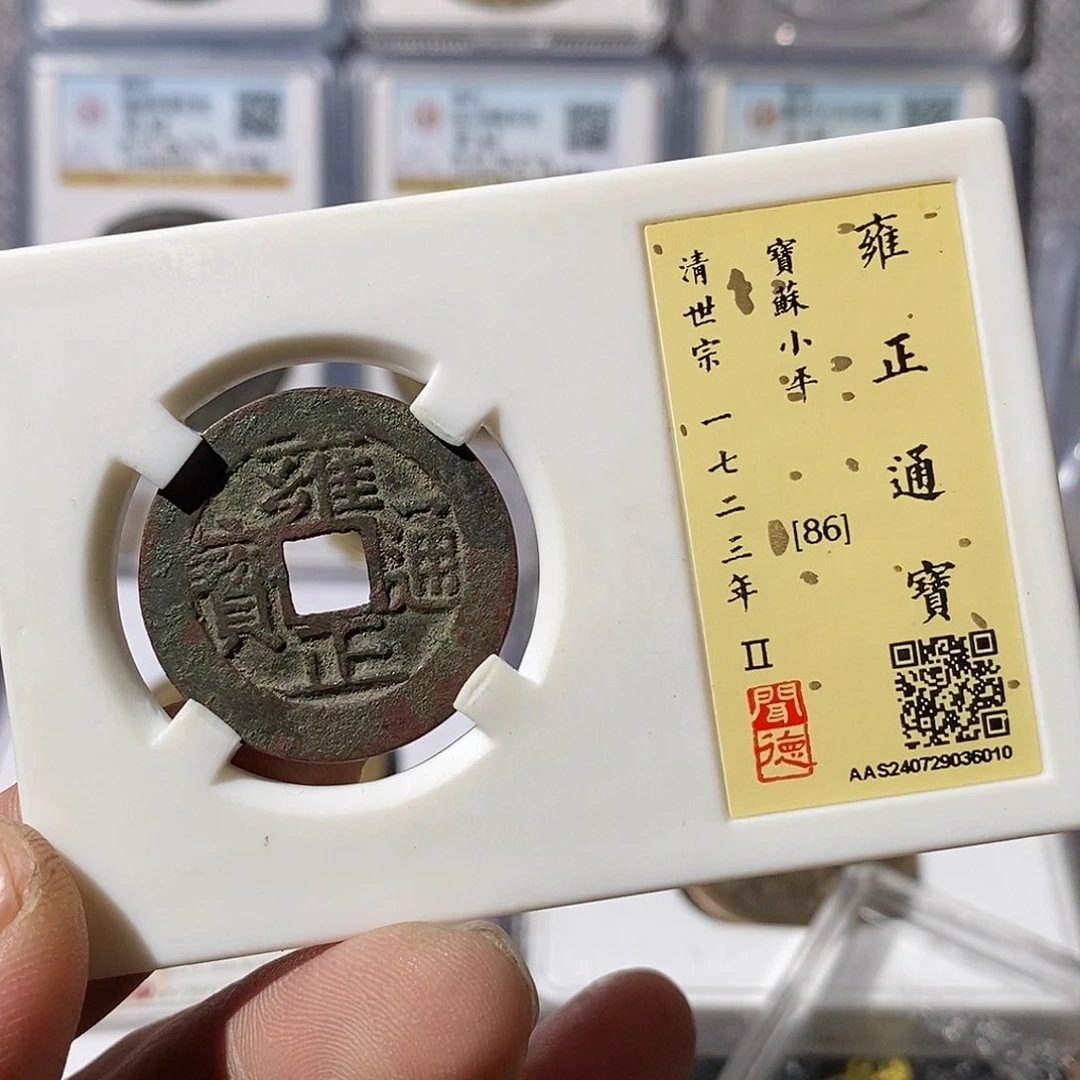 雍正通寶
雍正通寶
寶蘇小平
[86]
清世宗 一七二三年 II
聞德
AAS240729036010